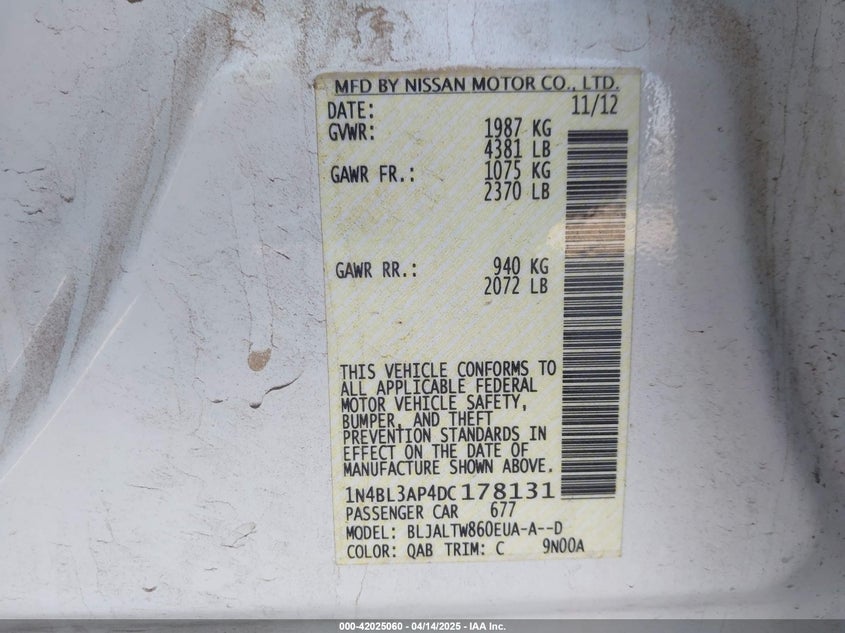 MFD BY NISSAN MOTOR CO., LTD.
DATE: 11/12
GVWR: 1987 KG
4381 LB
GAWR FR.: 1075 KG
2370 LB
GAWR RR.: 940 KG
2072 LB
THIS VEHICLE CONFORMS TO
ALL APPLICABLE FEDERAL
MOTOR VEHICLE SAFETY,
BUMPER, AND THEFT
PREVENTION STANDARDS IN
EFFECT ON THE DATE OF
MANUFACTURE SHOWN ABOVE.
1N4BL3AP4DC178131
PASSENGER CAR 677
MODEL: BLJALTW860EUA-A--D
COLOR: QAB TRIM: C 9N00A
000-42025060 - 04/14/2025 - IAA Inc.